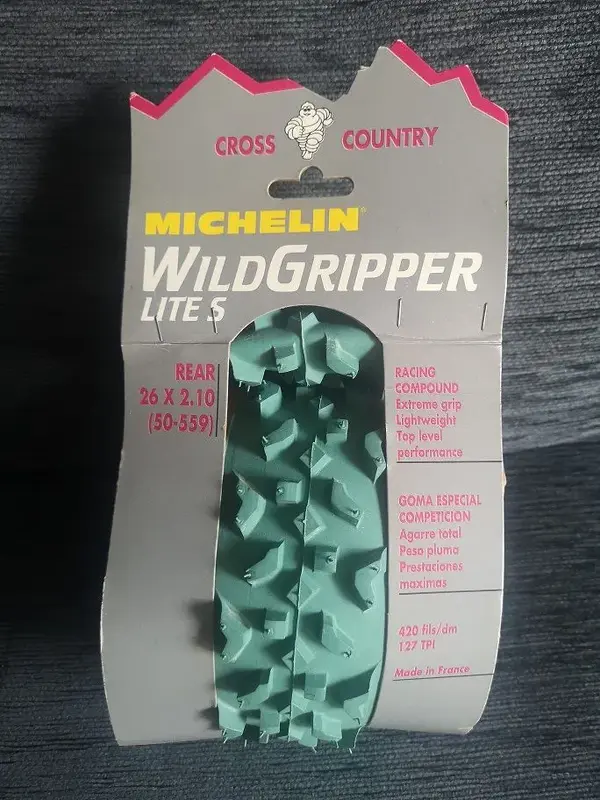 CROSS COUNTRY
MICHELIN®
WILDGRIPPER
LITE S
REAR
26 X 2.10
(50-559)
RACING
COMPOUND
Extreme grip
Lightweight
Top level
performance
GOMA ESPECIAL
COMPETICION
Agarre total
Peso pluma
Prestaciones
maximas
420 fils/dm
127 TPI
Made in France